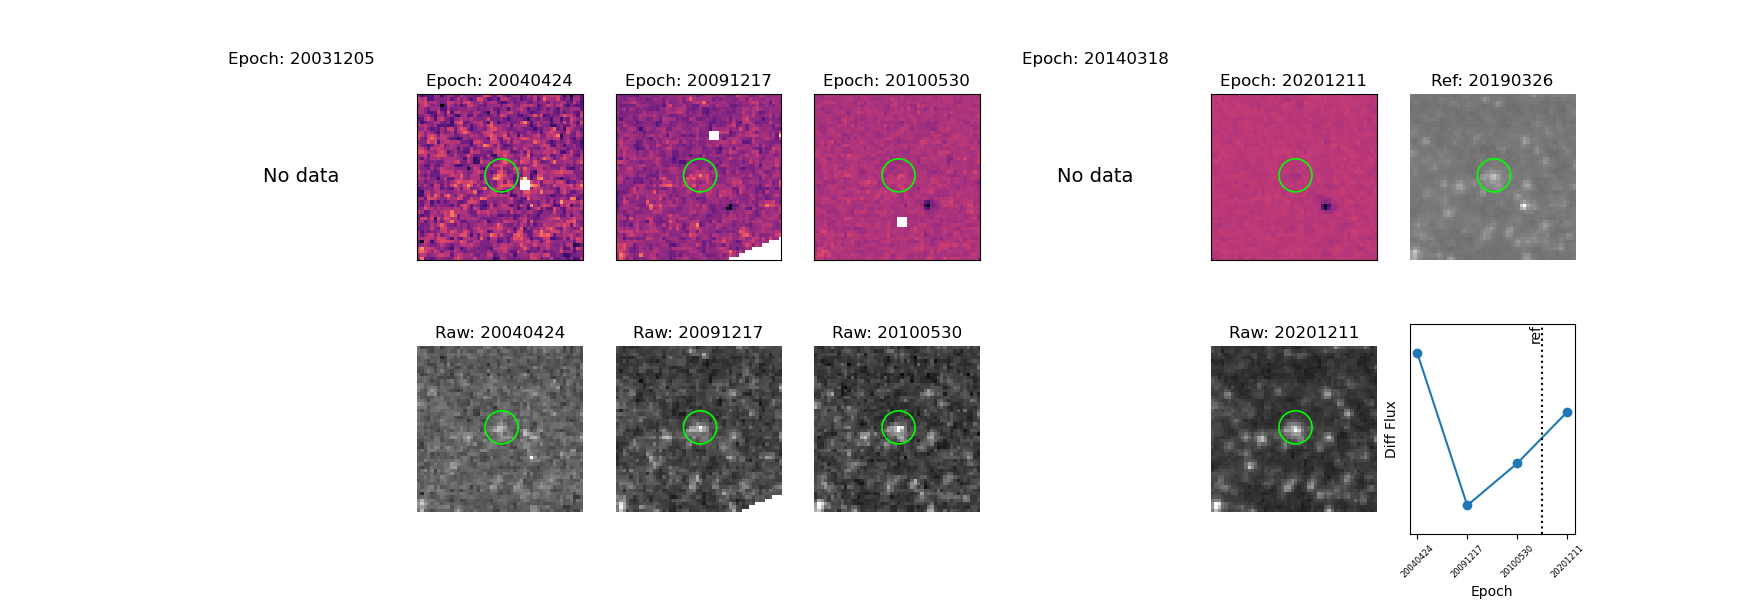 Epoch: 20031205
Epoch: 20140318
Epoch: 20040424
Epoch: 20091217
Epoch: 20100530
Epoch: 20201211
Ref: 20190326
No data
No data
Raw: 20040424
Raw: 20091217
Raw: 20100530
Raw: 20201211
ref
Diff Flux
20040424
20091217
20100530
20201211
Epoch